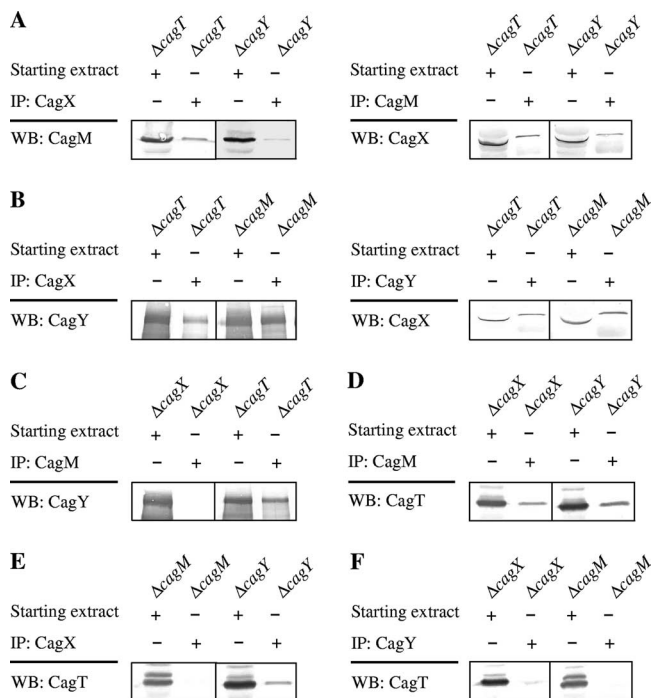 A
ΔcagT ΔcagT ΔcagY ΔcagY
Starting extract + − + −
IP: CagX − + − +
WB: CagM
ΔcagT ΔcagT ΔcagY ΔcagY
Starting extract + − + −
IP: CagM − + − +
WB: CagX
B
ΔcagT ΔcagT ΔcagM ΔcagM
Starting extract + − + −
IP: CagX − + − +
WB: CagY
ΔcagT ΔcagT ΔcagM ΔcagM
Starting extract + − + −
IP: CagY − + − +
WB: CagX
C
ΔcagX ΔcagX ΔcagT ΔcagT
Starting extract + − + −
IP: CagM − + − +
WB: CagY
D
ΔcagX ΔcagX ΔcagY ΔcagY
Starting extract + − + −
IP: CagM − + − +
WB: CagT
E
ΔcagM ΔcagM ΔcagY ΔcagY
Starting extract + − + −
IP: CagX − + − +
WB: CagT
F
ΔcagX ΔcagX ΔcagM ΔcagM
Starting extract + − + −
IP: CagY − + − +
WB: CagT